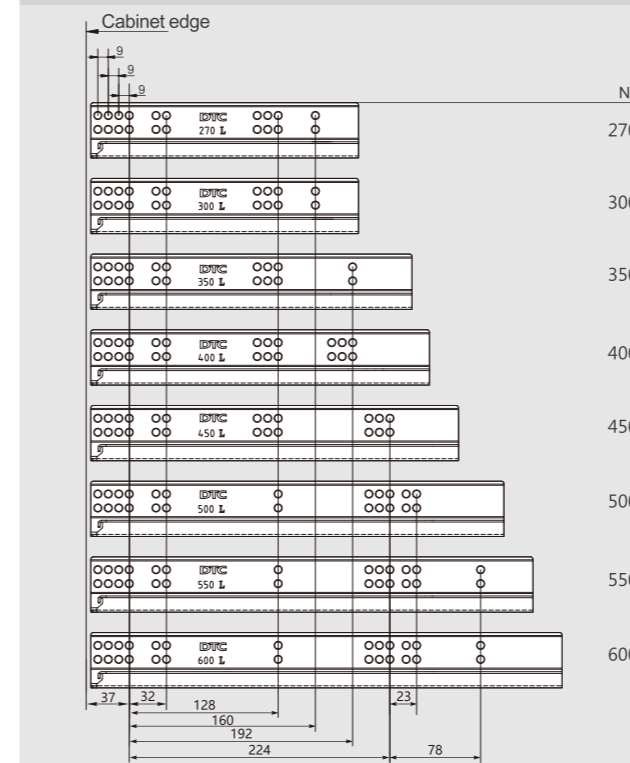 Cabinet edge
9
9
9
N
DTC
270 L
270
DTC
300 L
300
DTC
350 L
350
DTC
400 L
400
DTC
450 L
450
DTC
500 L
500
DTC
550 L
550
DTC
600 L
600
37
32
23
128
160
192
224
78